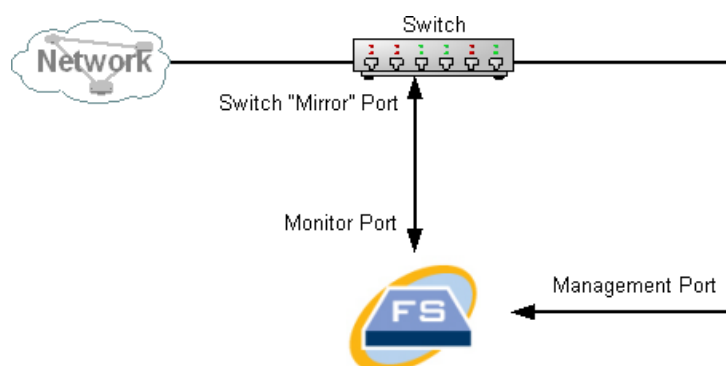 Switch
Network
Switch "Mirror" Port
Monitor Port
Management Port
FS